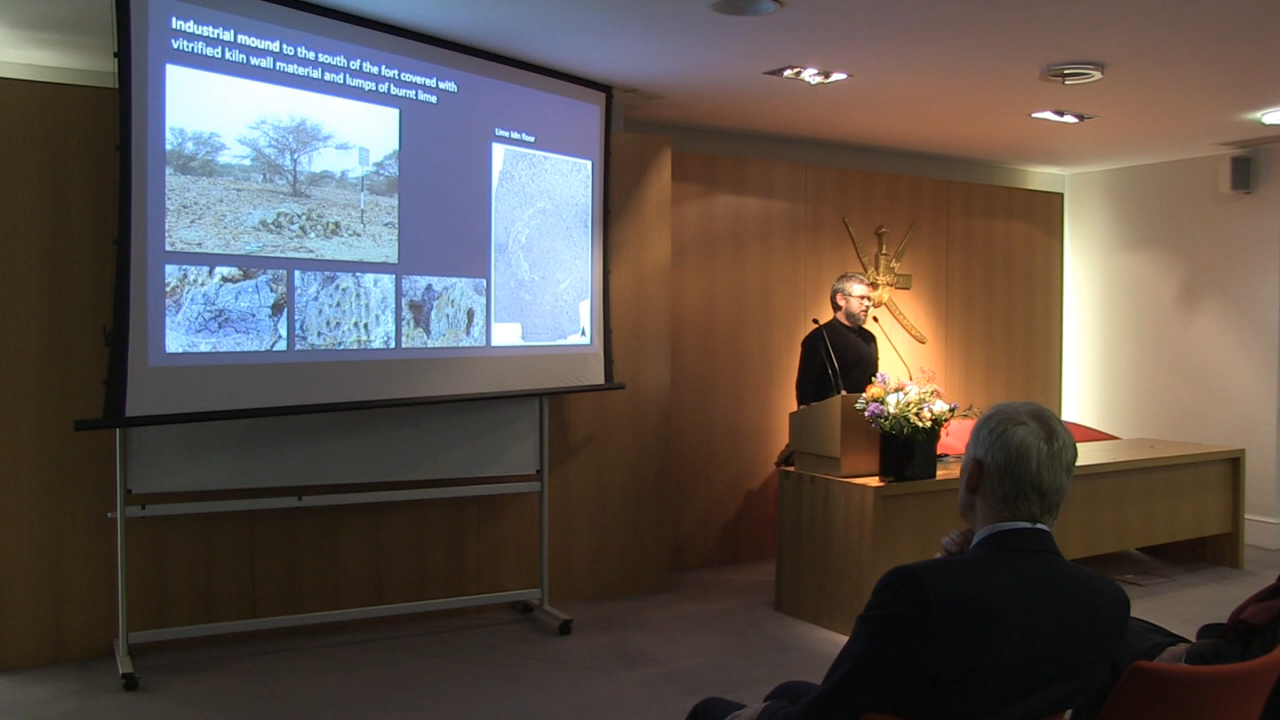 Industrial mound to the south of the fort covered with
vitrified kiln wall material and lumps of burnt lime
Lime kiln floor